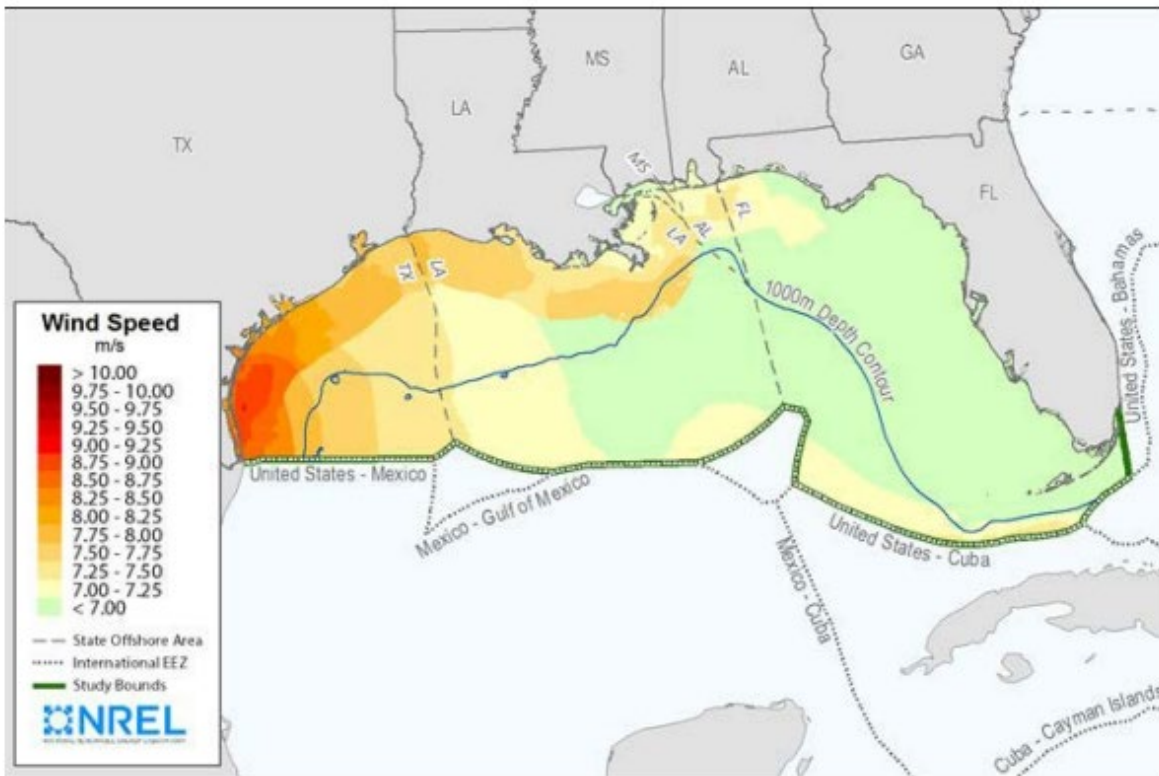 MS
AL
GA
LA
TX
MS
FL
FL
AL
LA
LA
TX
1000m Depth Contour
United States - Bahamas
Wind Speed
m/s
> 10.00
9.75 - 10.00
9.50 - 9.75
9.25 - 9.50
9.00 - 9.25
8.75 - 9.00
8.50 - 8.75
8.25 - 8.50
8.00 - 8.25
7.75 - 8.00
7.50 - 7.75
7.25 - 7.50
7.00 - 7.25
< 7.00
State Offshore Area
International EEZ
Study Bounds
NREL
NATIONAL RENEWABLE ENERGY LABORATORY
United States - Mexico
Mexico - Gulf of Mexico
United States - Cuba
Mexico - Cuba
Cuba - Cayman Islands